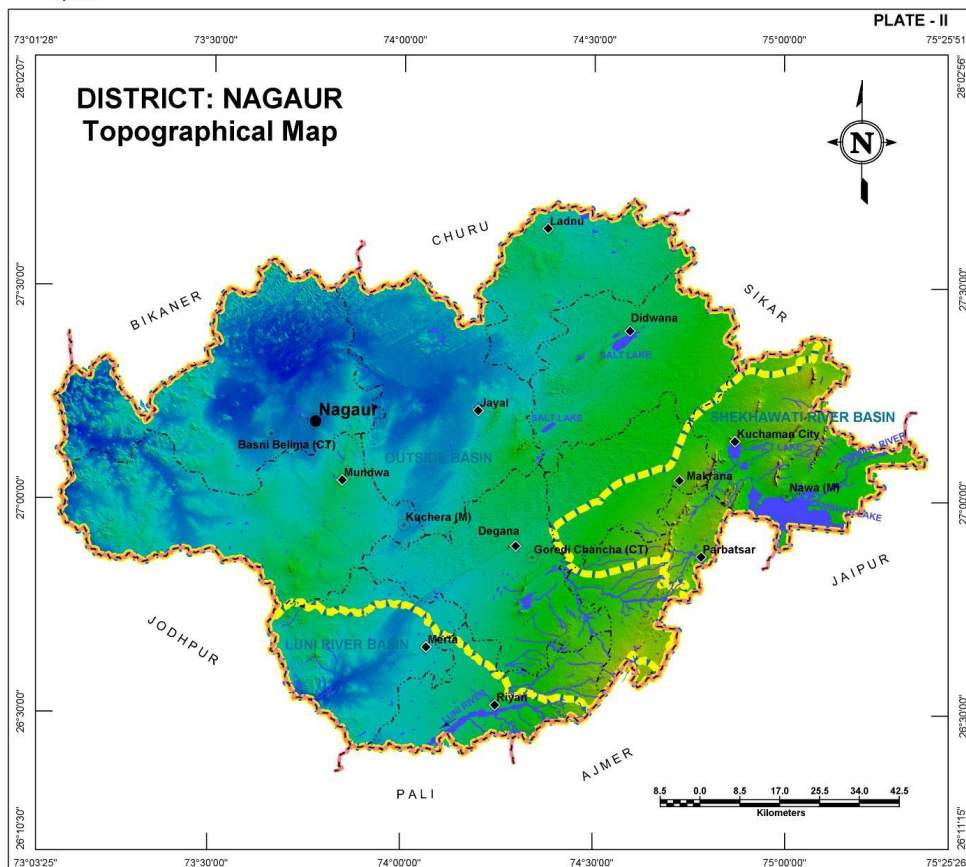 PLATE - II
73°01'28" 73°30'00" 74°00'00" 74°30'00" 75°00'00" 75°25'51"
28°02'07"
28°02'56"
DISTRICT: NAGAUR
Topographical Map
N
CHURU
Ladnu
27°30'00"
27°30'00"
BIKANER
SIKAR
Didwana
SALT LAKE
Jayal
Nagaur
SALT LAKE
SHEKHAWATI RIVER BASIN
Kuchaman City
Basni Belima (CT)
OUTSIDE BASIN
SALT LAKE
RIVER
Mundwa
Makrana
Nawa (M)
27°00'00"
27°00'00"
Kuchera (M)
LAKE
Degana
Goredi Chancha (CT)
Parbatsar
JAIPUR
JODHPUR
LUNI RIVER BASIN
Merta
Riyan
LUNI RIVER
26°30'00"
26°30'00"
AJMER
PALI
8.5 0.0 8.5 17.0 25.5 34.0 42.5
Kilometers
26°10'30"
26°11'15"
73°03'25" 73°30'00" 74°00'00" 74°30'00" 75°00'00" 75°25'26"